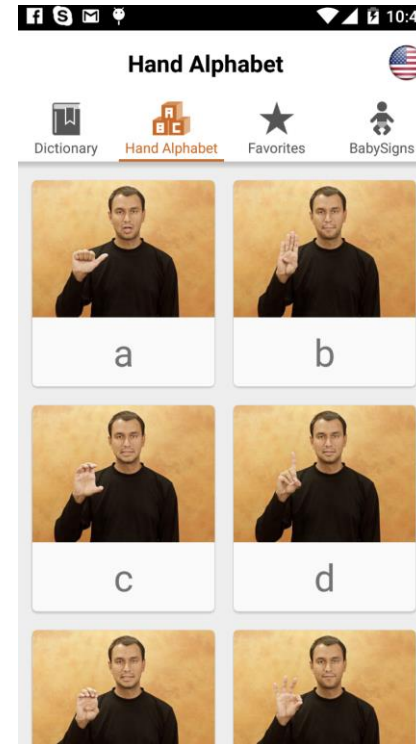 10:4
Hand Alphabet
Dictionary Hand Alphabet Favorites BabySigns
a b
c d